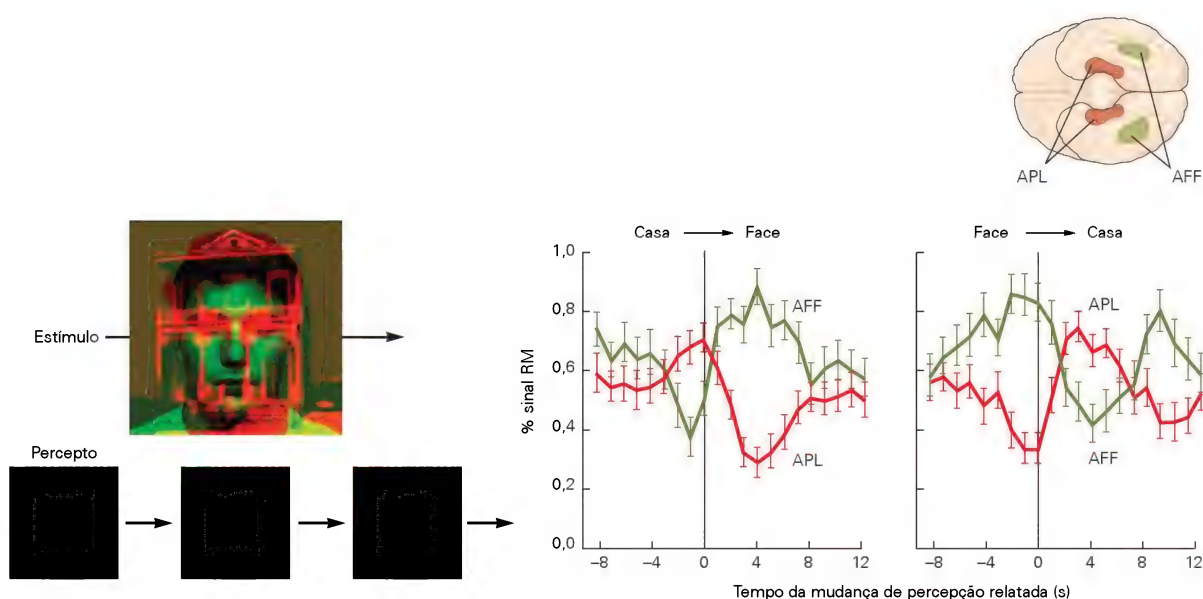 APL
AFF
Estímulo
Percepto
Casa
Face
Face
Casa
% sinal RM
1,0
0,8
0,6
0,4
0,2
0,0
AFF
APL
APL
AFF
–8
–4
0
4
8
12
–8
–4
0
4
8
12
Tempo da mudança de percepção relatada (s)